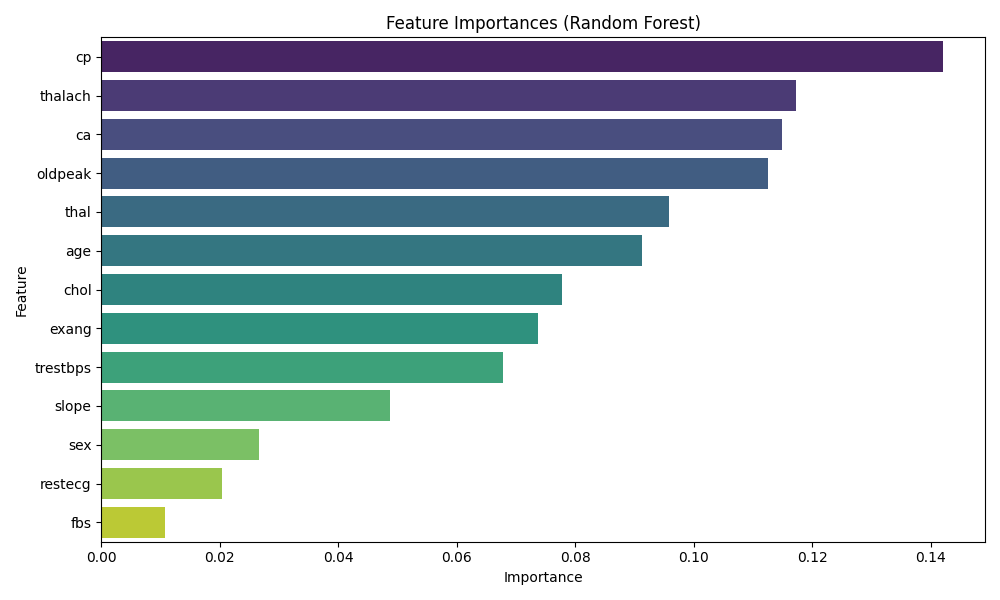 Feature Importances (Random Forest)
cp
thalach
ca
oldpeak
thal
age
chol
exang
trestbps
slope
sex
restecg
fbs
Feature
0.00 0.02 0.04 0.06 0.08 0.10 0.12 0.14
Importance